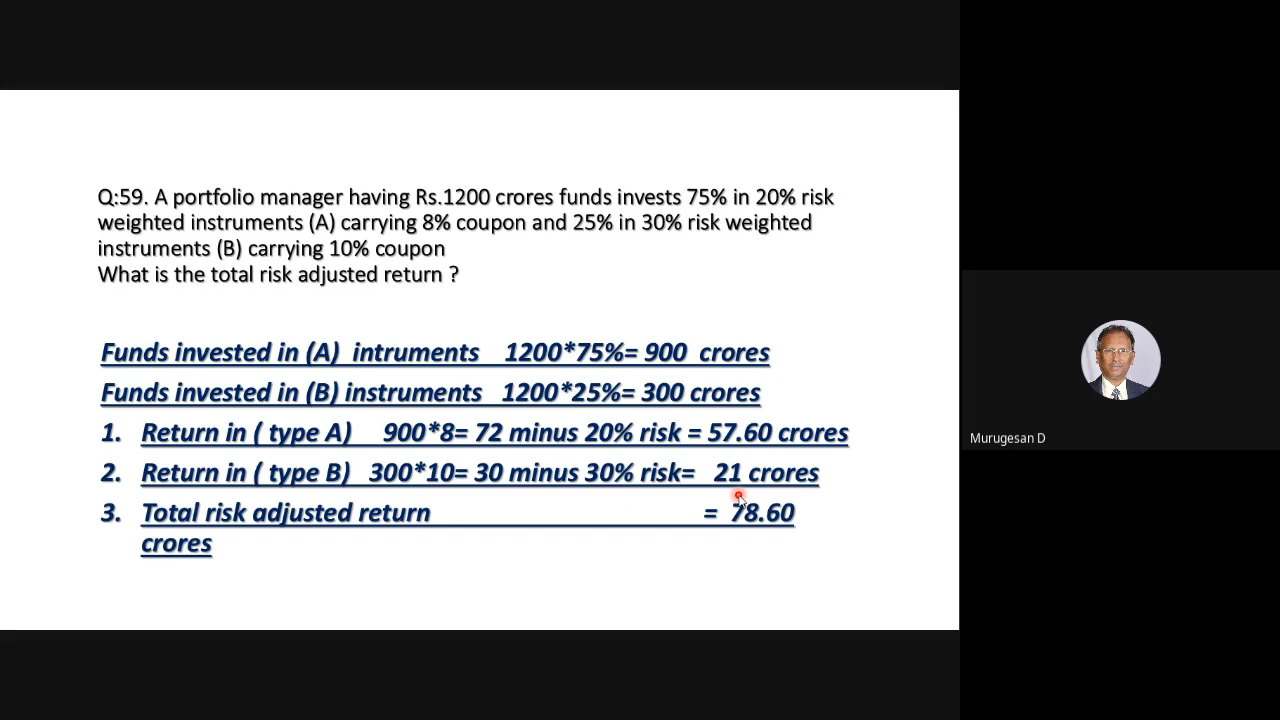 Q:59. A portfolio manager having Rs.1200 crores funds invests 75% in 20% risk
weighted instruments (A) carrying 8% coupon and 25% in 30% risk weighted
instruments (B) carrying 10% coupon
What is the total risk adjusted return ?
Funds invested in (A) intruments 1200*75%= 900 crores
Funds invested in (B) instruments 1200*25%= 300 crores
1. Return in ( type A) 900*8= 72 minus 20% risk = 57.60 crores
2. Return in ( type B) 300*10= 30 minus 30% risk= 21 crores
3. Total risk adjusted return = 78.60
crores
Murugesan D